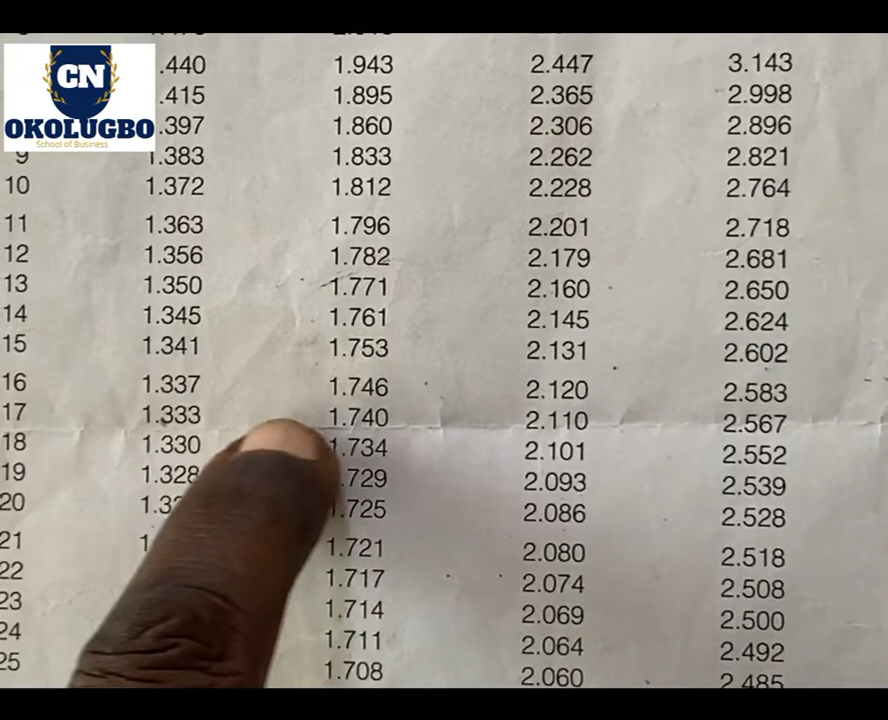 CN
OKOLUGBO
School of Business
.440 1.943 2.447 3.143
.415 1.895 2.365 2.998
.397 1.860 2.306 2.896
9 1.383 1.833 2.262 2.821
10 1.372 1.812 2.228 2.764
11 1.363 1.796 2.201 2.718
12 1.356 1.782 2.179 2.681
13 1.350 1.771 2.160 2.650
14 1.345 1.761 2.145 2.624
15 1.341 1.753 2.131 2.602
16 1.337 1.746 2.120 2.583
17 1.333 1.740 2.110 2.567
18 1.330 1.734 2.101 2.552
19 1.328 .729 2.093 2.539
20 1.725 2.086 2.528
21 1.721 2.080 2.518
22 1.717 2.074 2.508
23 1.714 2.069 2.500
24 1.711 2.064 2.492
25 1.708 2.060 2.485